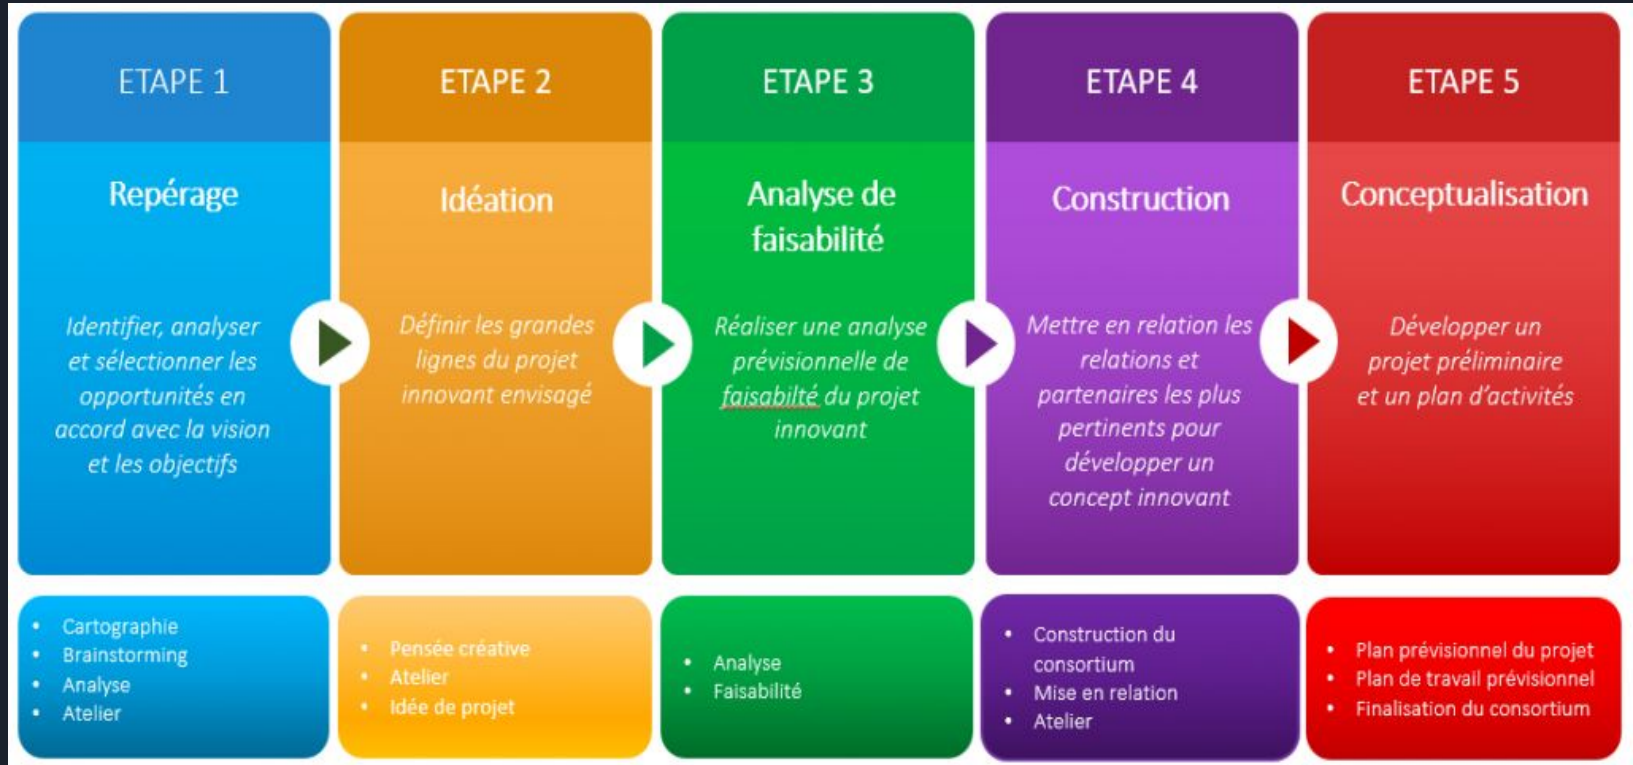 ETAPE 1
Repérage
Identifier, analyser
et sélectionner les
opportunités en
accord avec la vision
et les objectifs
• Cartographie
• Brainstorming
• Analyse
• Atelier
ETAPE 2
Idéation
Définir les grandes
lignes du projet
innovant envisagé
• Pensée créative
• Atelier
• Idée de projet
ETAPE 3
Analyse de
faisabilité
Réaliser une analyse
prévisionnelle de
faisabilté du projet
innovant
• Analyse
• Faisabilité
ETAPE 4
Construction
Mettre en relation les
relations et
partenaires les plus
pertinents pour
développer un
concept innovant
• Construction du
consortium
• Mise en relation
• Atelier
ETAPE 5
Conceptualisation
Développer un
projet préliminaire
et un plan d’activités
• Plan prévisionnel du projet
• Plan de travail prévisionnel
• Finalisation du consortium